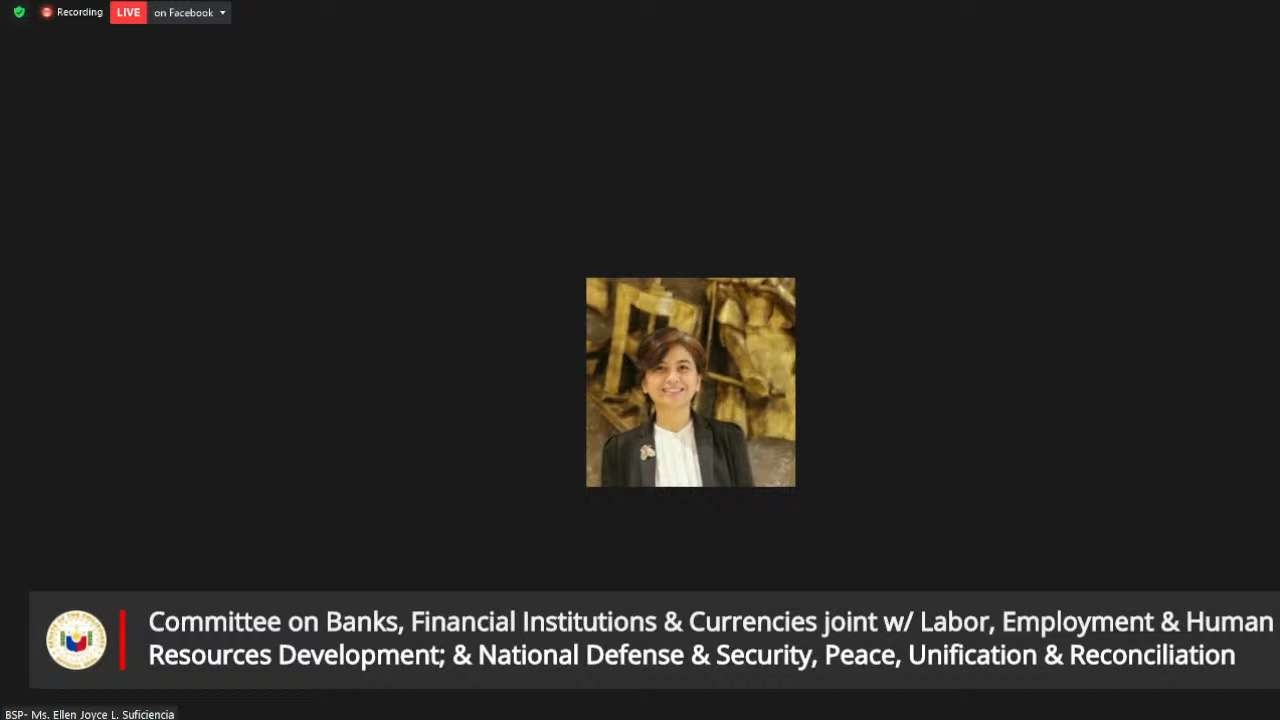 Recording LIVE on Facebook
Committee on Banks, Financial Institutions & Currencies joint w/ Labor, Employment & Human
Resources Development; & National Defense & Security, Peace, Unification & Reconciliation
BSP- Ms. Ellen Joyce L. Suficiencia